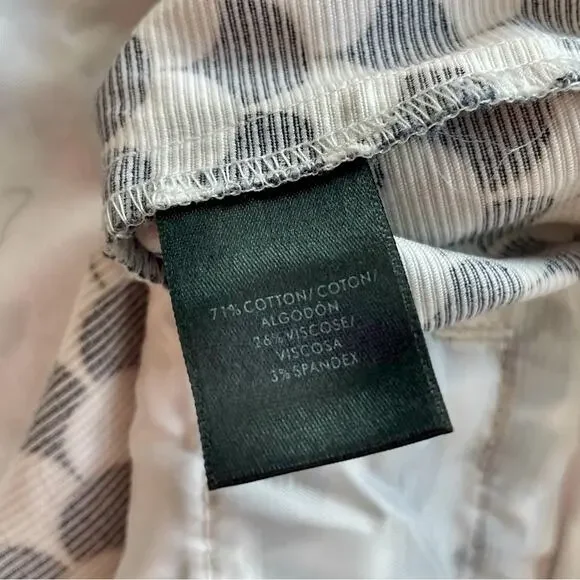 71% COTTON/ COTON/
ALGODÓN
26% VISCOSE/
VISCOSA
3% SPANDEX